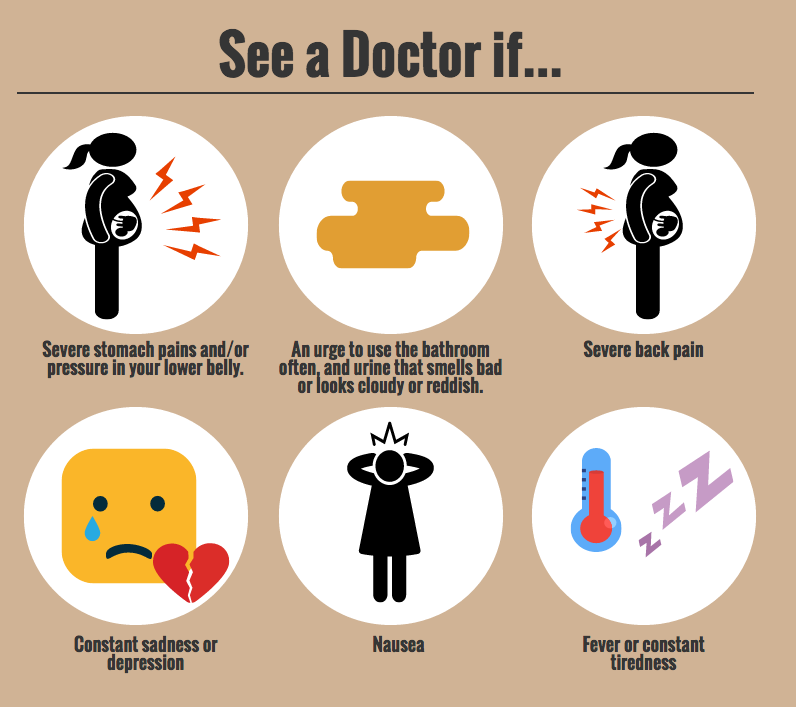 See a Doctor if...
Severe stomach pains and/or
pressure in your lower belly.
An urge to use the bathroom
often, and urine that smells bad
or looks cloudy or reddish.
Severe back pain
Constant sadness or
depression
Nausea
Fever or constant
tiredness